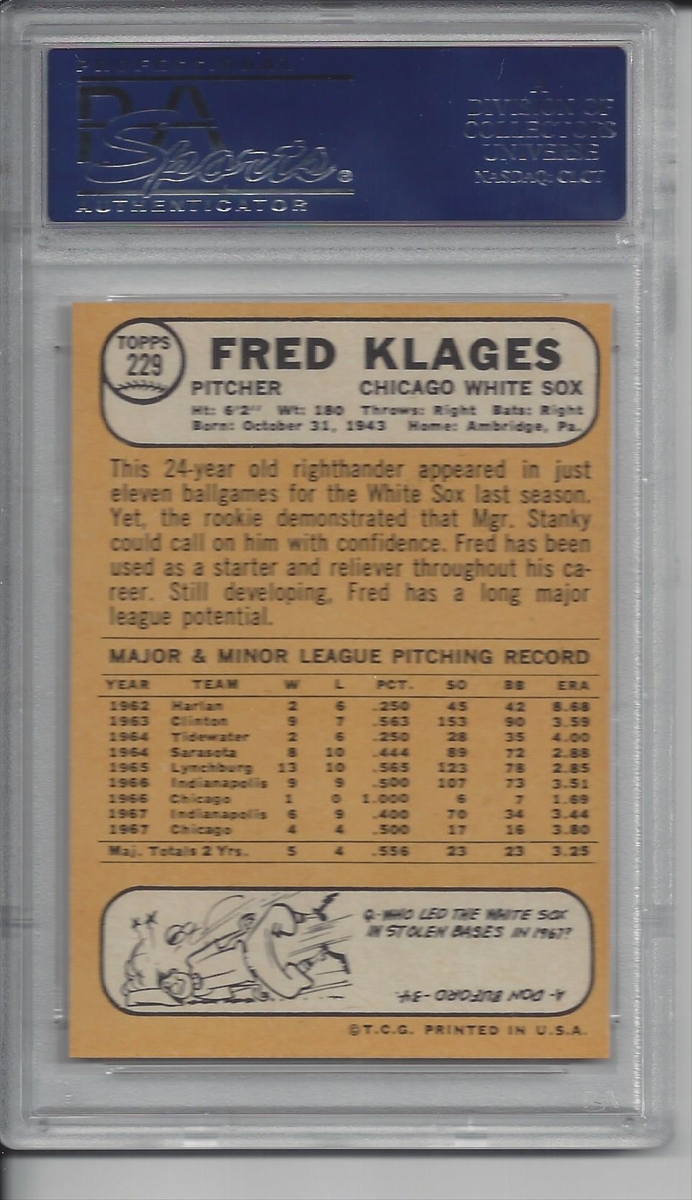 PSA
Sports®
AUTHENTICATOR
A
DIVISION OF
COLLECTORS
UNIVERSE
NASDAQ: CLCT
TOPPS
229
FRED KLAGES
PITCHER CHICAGO WHITE SOX
Ht: 6'2" Wt: 180 Throws: Right Bats: Right
Born: October 31, 1943 Home: Ambridge, Pa.
This 24-year old righthander appeared in just
eleven ballgames for the White Sox last season.
Yet, the rookie demonstrated that Mgr. Stanky
could call on him with confidence. Fred has been
used as a starter and reliever throughout his ca-
reer. Still developing, Fred has a long major
league potential.
MAJOR & MINOR LEAGUE PITCHING RECORD
YEAR TEAM W L PCT. SO BB ERA
1962 Harlan 2 6 .250 45 42 8.68
1963 Clinton 9 7 .563 153 90 3.59
1964 Tidewater 2 6 .250 28 35 4.00
1964 Sarasota 8 10 .444 89 72 2.88
1965 Lynchburg 13 10 .565 123 78 2.85
1966 Indianapolis 9 9 .500 107 73 3.51
1966 Chicago 1 0 1.000 6 7 1.69
1967 Indianapolis 6 9 .400 70 34 3.44
1967 Chicago 4 4 .500 17 16 3.80
Maj. Totals 2 Yrs. 5 4 .556 23 23 3.25
Q-WHO LED THE WHITE SOX
IN STOLEN BASES IN 1967?
A- DON BUFORD-34.
©T.C.G. PRINTED IN U.S.A.